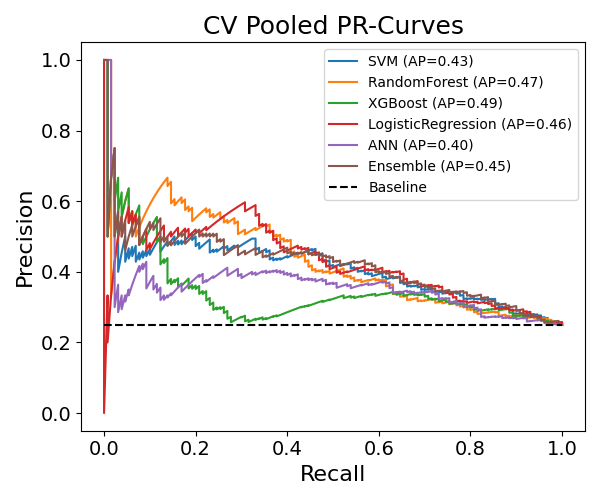 CV Pooled PR-Curves
SVM (AP=0.43)
RandomForest (AP=0.47)
XGBoost (AP=0.49)
LogisticRegression (AP=0.46)
ANN (AP=0.40)
Ensemble (AP=0.45)
Baseline
Precision
1.0
0.8
0.6
0.4
0.2
0.0
0.0 0.2 0.4 0.6 0.8 1.0
Recall